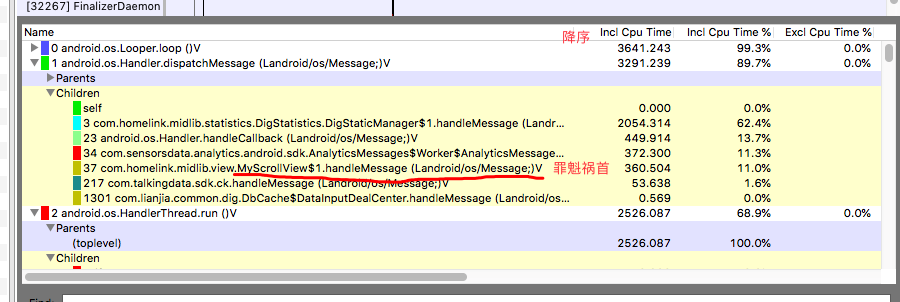 [32267] FinalizerDaemon
Name 降序 Incl Cpu Time Incl Cpu Time % Excl Cpu Time %
0 android.os.Looper.loop ()V 3641.243 99.3% 0.0%
1 android.os.Handler.dispatchMessage (Landroid/os/Message;)V 3291.239 89.7% 0.0%
Parents
Children
self 0.000 0.0%
3 com.homelink.midlib.statistics.DigStatistics.DigStaticManager$1.handleMessage (Landr... 2054.314 62.4%
23 android.os.Handler.handleCallback (Landroid/os/Message;)V 449.914 13.7%
34 com.sensorsdata.analytics.android.sdk.AnalyticsMessages$Worker$AnalyticsMessage... 372.300 11.3%
37 com.homelink.midlib.view.MyScrollView$1.handleMessage (Landroid/os/Message;)V 罪魁祸首 360.504 11.0%
217 com.talkingdata.sdk.ck.handleMessage (Landroid/os/Message;)V 53.638 1.6%
1301 com.lianjia.common.dig.DbCache$DataInputDealCenter.handleMessage (Landroid/os... 0.569 0.0%
2 android.os.HandlerThread.run ()V 2526.087 68.9% 0.0%
Parents
(toplevel) 2526.087 100.0%
Children